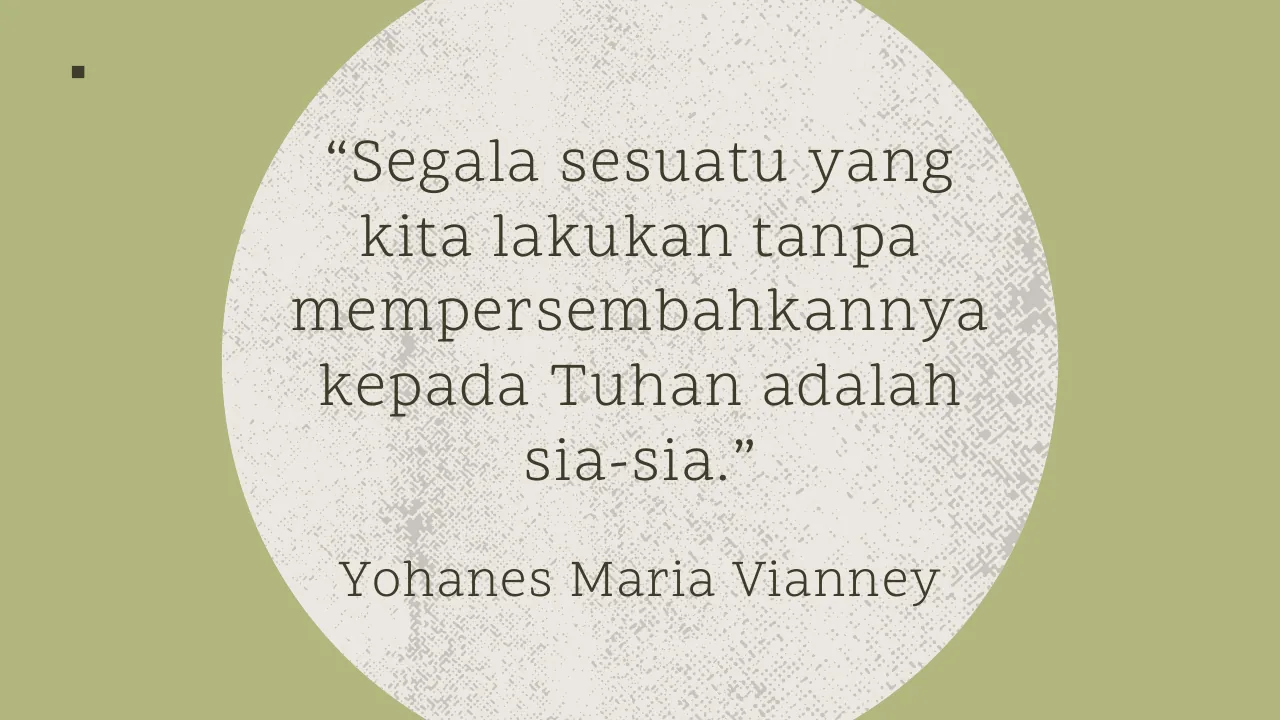 “Segala sesuatu yang
kita lakukan tanpa
mempersembahkannya
kepada Tuhan adalah
sia-sia.”
Yohanes Maria Vianney